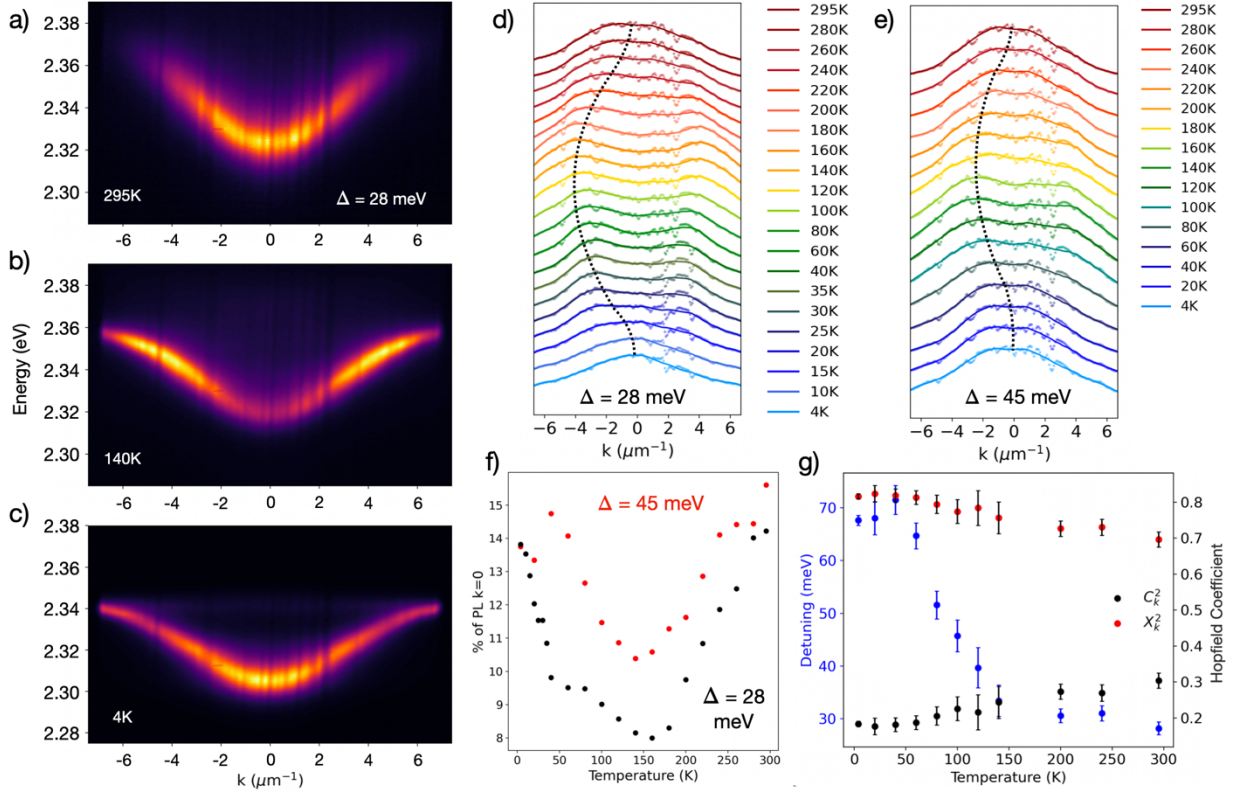 a)
2.38
2.36
2.34
2.32
2.30
295K
Δ = 28 meV
-6 -4 -2 0 2 4 6
b)
2.38
2.36
2.34
2.32
2.30
140K
-6 -4 -2 0 2 4 6
Energy (eV)
c)
2.38
2.36
2.34
2.32
2.30
2.28
4K
-6 -4 -2 0 2 4 6
k (μm⁻¹)
d)
Δ = 28 meV
−6 −4 −2 0 2 4 6
k (μm⁻¹)
295K
280K
260K
240K
220K
200K
180K
160K
140K
120K
100K
80K
60K
40K
35K
30K
25K
20K
15K
10K
4K
e)
Δ = 45 meV
−6 −4 −2 0 2 4 6
k (μm⁻¹)
295K
280K
260K
240K
220K
200K
180K
160K
140K
120K
100K
80K
60K
40K
20K
4K
f)
% of PL k=0
15
14
13
12
11
10
9
8
Δ = 45 meV
Δ = 28
meV
0 50 100 150 200 250 300
Temperature (K)
g)
Detuning (meV)
70
60
50
40
30
C²ₖ
X²ₖ
0.8
0.7
0.6
0.5
0.4
0.3
0.2
Hopfield Coefficient
0 50 100 150 200 250 300
Temperature (K)